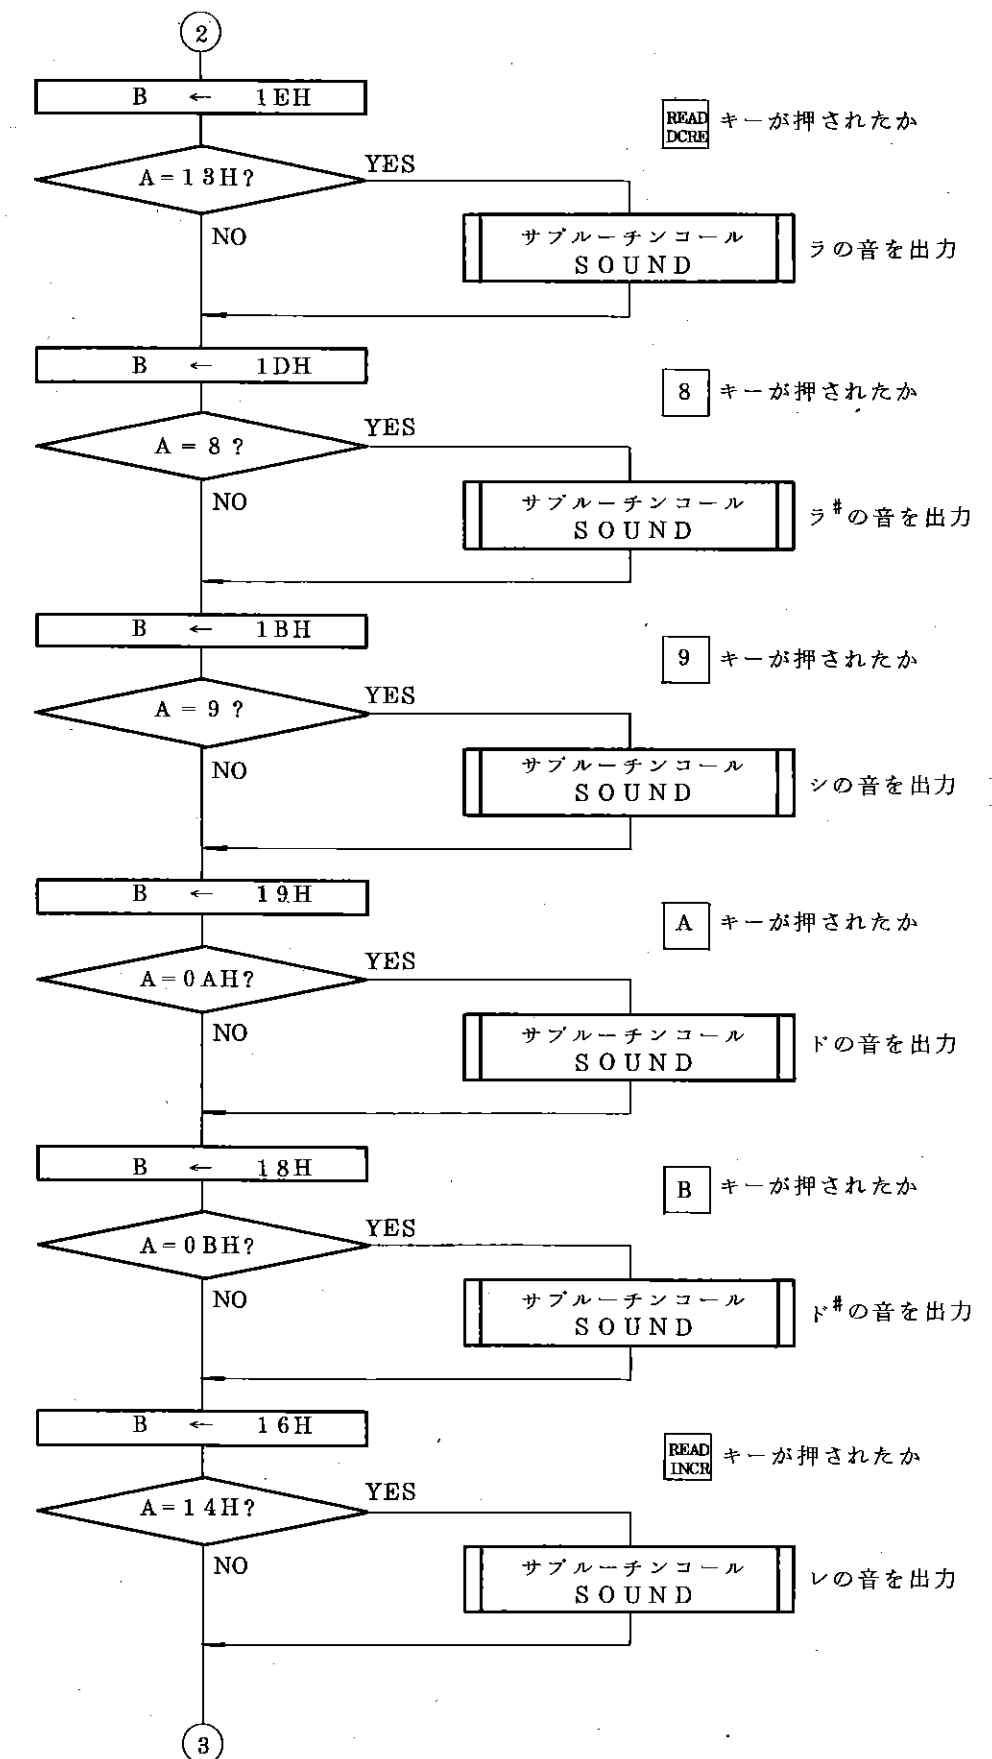 2
B ← 1EH
READ
DCRE キーが押されたか
A=13H?
YES
NO
サブルーチンコール
SOUND
ラの音を出力
B ← 1DH
8 キーが押されたか
A=8?
YES
NO
サブルーチンコール
SOUND
ラ#の音を出力
B ← 1BH
9 キーが押されたか
A=9?
YES
NO
サブルーチンコール
SOUND
シの音を出力
B ← 19H
A キーが押されたか
A=0AH?
YES
NO
サブルーチンコール
SOUND
ドの音を出力
B ← 18H
B キーが押されたか
A=0BH?
YES
NO
サブルーチンコール
SOUND
ド#の音を出力
B ← 16H
READ
INCR キーが押されたか
A=14H?
YES
NO
サブルーチンコール
SOUND
レの音を出力
3